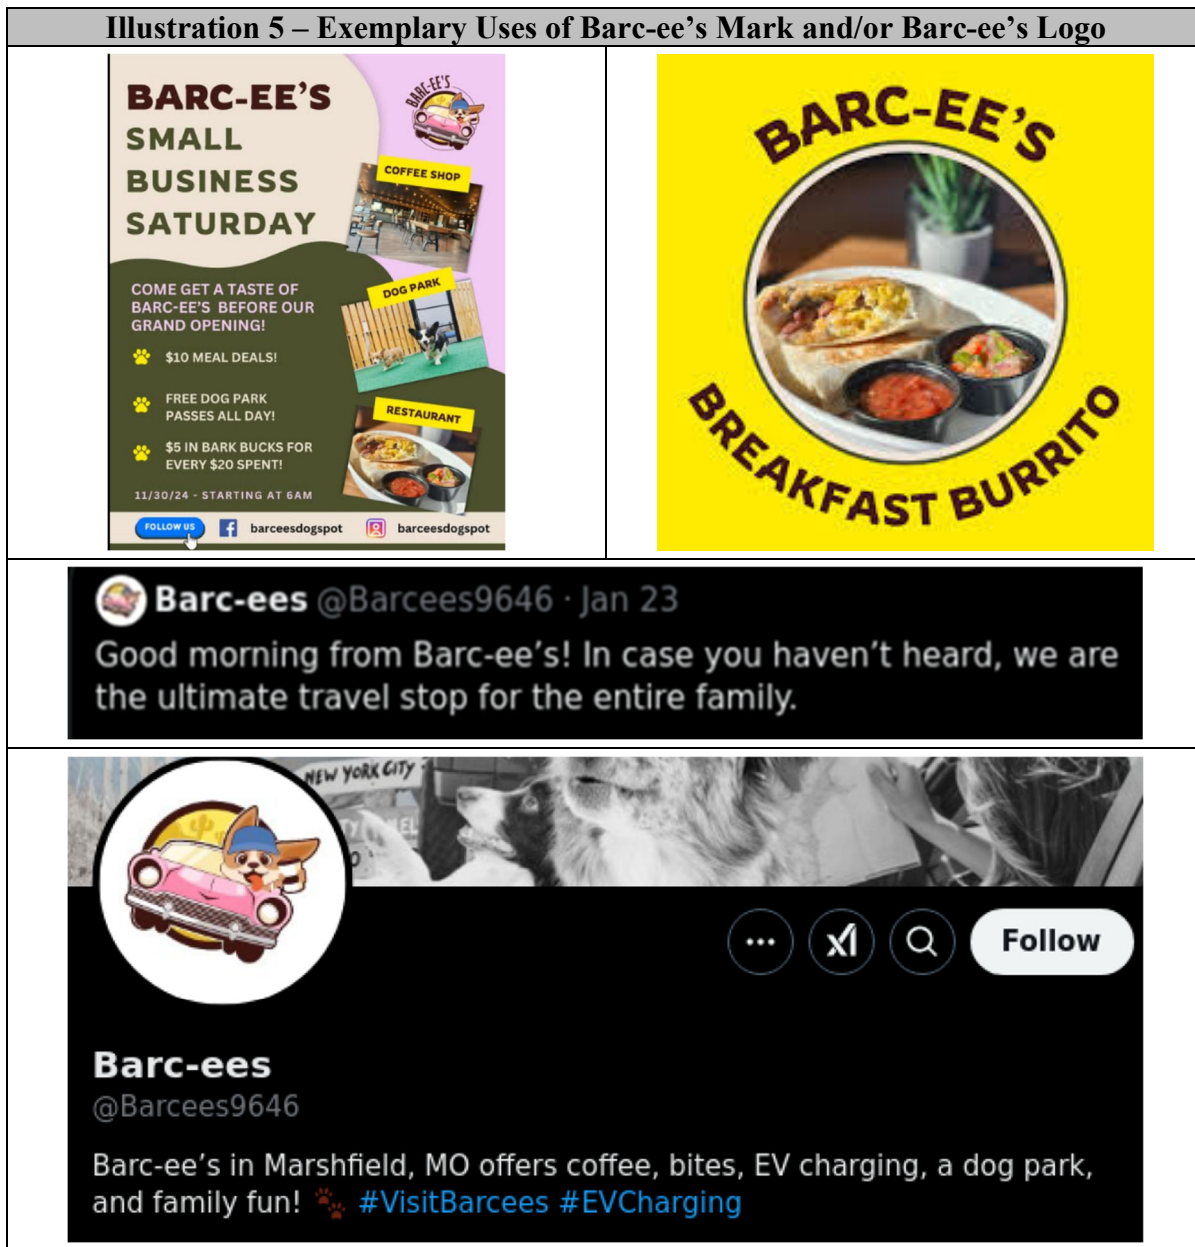 Illustration 5 – Exemplary Uses of Barc-ee’s Mark and/or Barc-ee’s Logo
BARC-EE’S
SMALL
BUSINESS
SATURDAY
BARC-EE'S
COFFEE SHOP
DOG PARK
RESTAURANT
COME GET A TASTE OF
BARC-EE'S BEFORE OUR
GRAND OPENING!
$10 MEAL DEALS!
FREE DOG PARK
PASSES ALL DAY!
$5 IN BARK BUCKS FOR
EVERY $20 SPENT!
11/30/24 - STARTING AT 6AM
FOLLOW US
barceesdogspot
barceesdogspot
BARC-EE’S
BREAKFAST BURRITO
Barc-ees @Barcees9646 · Jan 23
Good morning from Barc-ee’s! In case you haven’t heard, we are
the ultimate travel stop for the entire family.
NEW YORK CITY
Follow
Barc-ees
@Barcees9646
Barc-ee’s in Marshfield, MO offers coffee, bites, EV charging, a dog park,
and family fun! 🐾 #VisitBarcees #EVCharging